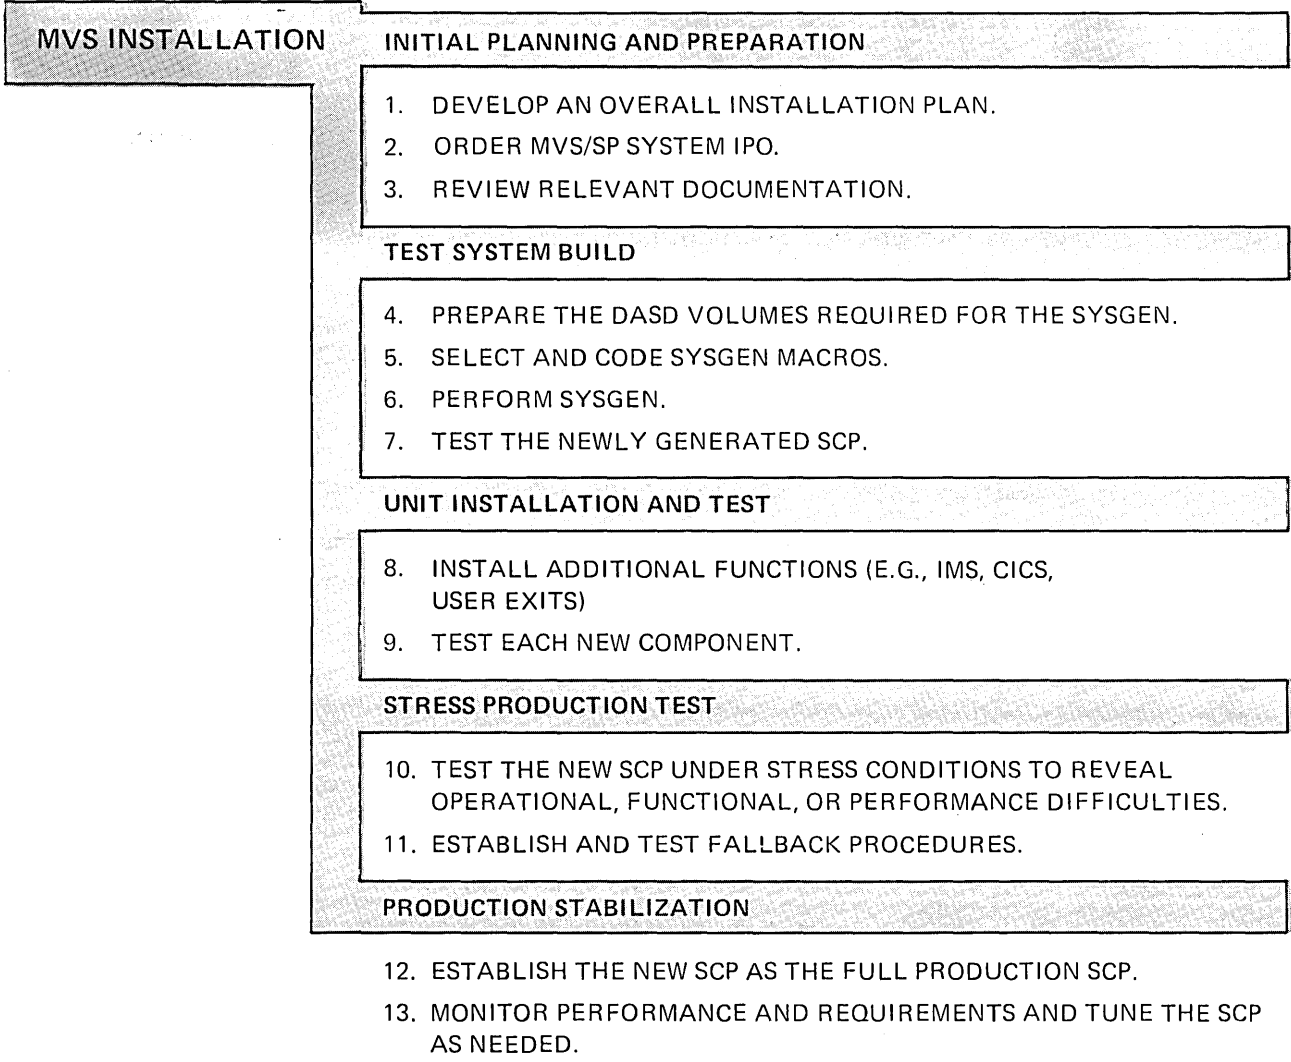 MVS INSTALLATION
INITIAL PLANNING AND PREPARATION
1. DEVELOP AN OVERALL INSTALLATION PLAN.
2. ORDER MVS/SP SYSTEM IPO.
3. REVIEW RELEVANT DOCUMENTATION.
TEST SYSTEM BUILD
4. PREPARE THE DASD VOLUMES REQUIRED FOR THE SYSGEN.
5. SELECT AND CODE SYSGEN MACROS.
6. PERFORM SYSGEN.
7. TEST THE NEWLY GENERATED SCP.
UNIT INSTALLATION AND TEST
8. INSTALL ADDITIONAL FUNCTIONS (E.G., IMS, CICS,
USER EXITS)
9. TEST EACH NEW COMPONENT.
STRESS PRODUCTION TEST
10. TEST THE NEW SCP UNDER STRESS CONDITIONS TO REVEAL
OPERATIONAL, FUNCTIONAL, OR PERFORMANCE DIFFICULTIES.
11. ESTABLISH AND TEST FALLBACK PROCEDURES.
PRODUCTION STABILIZATION
12. ESTABLISH THE NEW SCP AS THE FULL PRODUCTION SCP.
13. MONITOR PERFORMANCE AND REQUIREMENTS AND TUNE THE SCP
AS NEEDED.